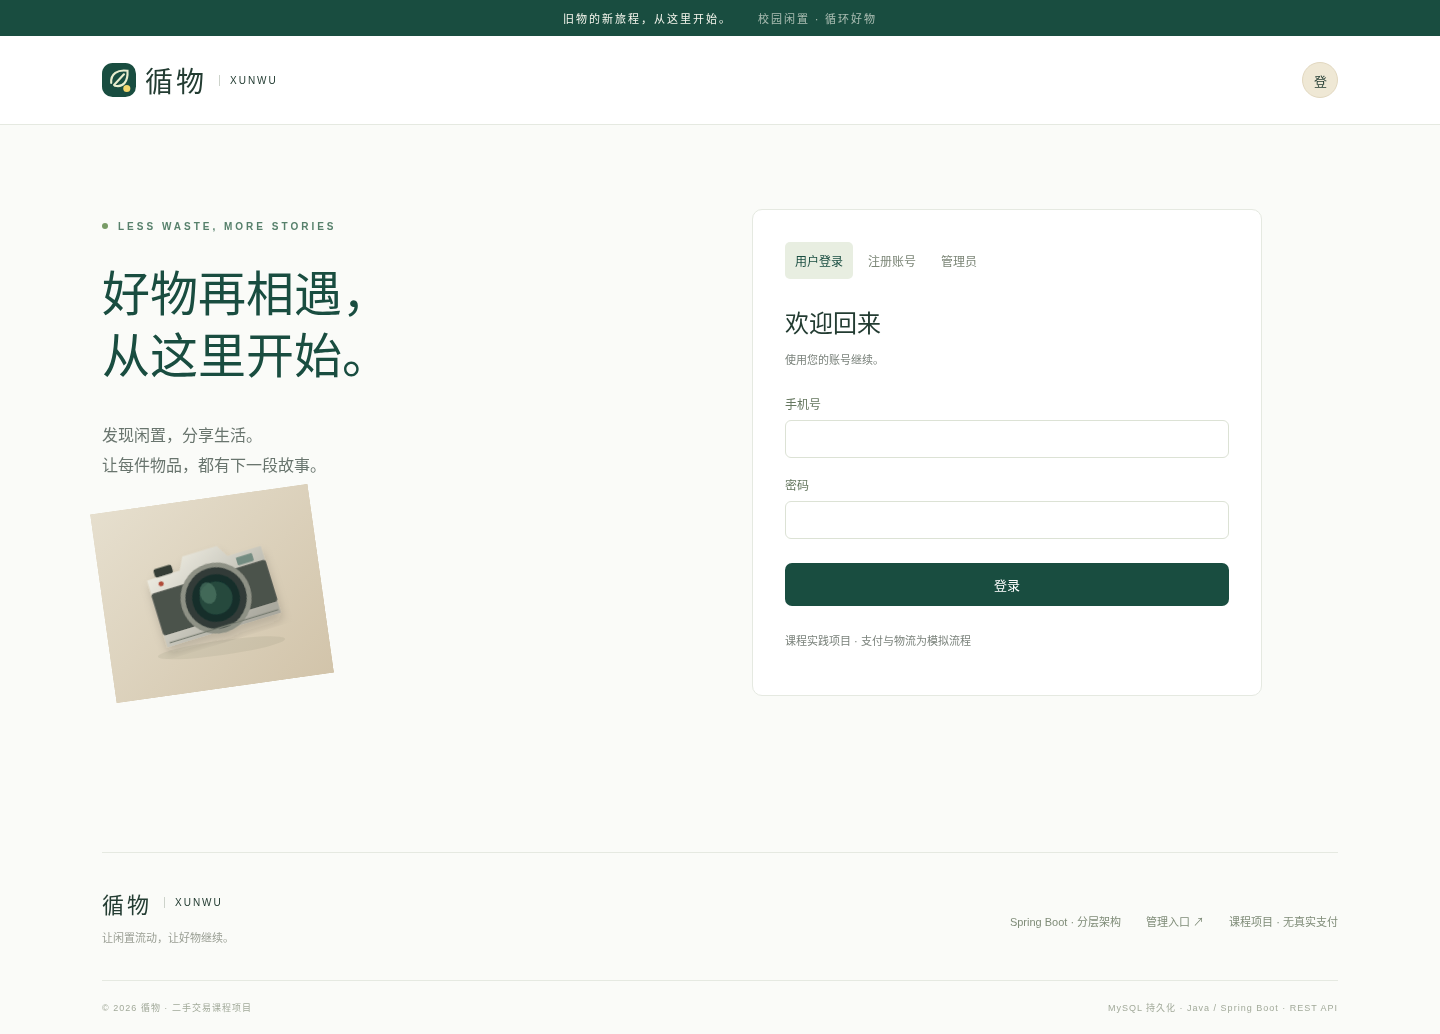 旧物的新旅程，从这里开始。 校园闲置 · 循环好物
循物 XUNWU
登
LESS WASTE, MORE STORIES
好物再相遇，
从这里开始。
发现闲置，分享生活。
让每件物品，都有下一段故事。
用户登录 注册账号 管理员
欢迎回来
使用您的账号继续。
手机号
密码
登录
课程实践项目 · 支付与物流为模拟流程
循物 XUNWU
让闲置流动，让好物继续。
Spring Boot · 分层架构 管理入口 ↗ 课程项目 · 无真实支付
© 2026 循物 · 二手交易课程项目
MySQL 持久化 · Java / Spring Boot · REST API